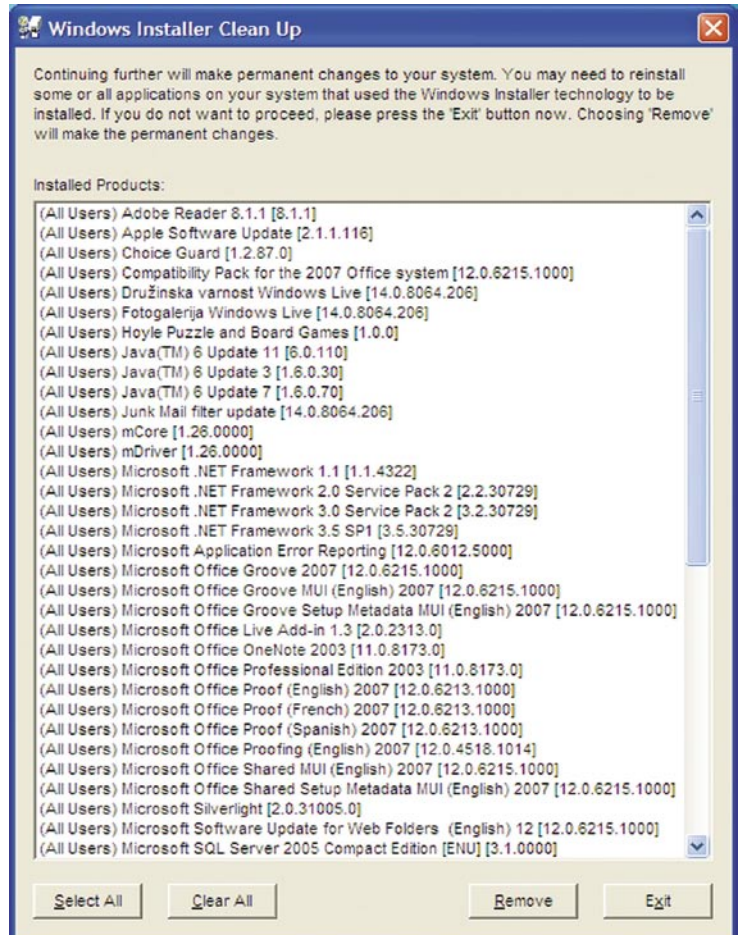 Windows Installer Clean Up
Continuing further will make permanent changes to your system. You may need to reinstall
some or all applications on your system that used the Windows Installer technology to be
installed. If you do not want to proceed, please press the 'Exit' button now. Choosing 'Remove'
will make the permanent changes.
Installed Products:
(All Users) Adobe Reader 8.1.1 [8.1.1]
(All Users) Apple Software Update [2.1.1.116]
(All Users) Choice Guard [1.2.87.0]
(All Users) Compatibility Pack for the 2007 Office system [12.0.6215.1000]
(All Users) Družinska varnost Windows Live [14.0.8064.206]
(All Users) Fotogalerija Windows Live [14.0.8064.206]
(All Users) Hoyle Puzzle and Board Games [1.0.0]
(All Users) Java(TM) 6 Update 11 [6.0.110]
(All Users) Java(TM) 6 Update 3 [1.6.0.30]
(All Users) Java(TM) 6 Update 7 [1.6.0.70]
(All Users) Junk Mail filter update [14.0.8064.206]
(All Users) mCore [1.26.0000]
(All Users) mDriver [1.26.0000]
(All Users) Microsoft .NET Framework 1.1 [1.1.4322]
(All Users) Microsoft .NET Framework 2.0 Service Pack 2 [2.2.30729]
(All Users) Microsoft .NET Framework 3.0 Service Pack 2 [3.2.30729]
(All Users) Microsoft .NET Framework 3.5 SP1 [3.5.30729]
(All Users) Microsoft Application Error Reporting [12.0.6012.5000]
(All Users) Microsoft Office Groove 2007 [12.0.6215.1000]
(All Users) Microsoft Office Groove MUI (English) 2007 [12.0.6215.1000]
(All Users) Microsoft Office Groove Setup Metadata MUI (English) 2007 [12.0.6215.1000]
(All Users) Microsoft Office Live Add-in 1.3 [2.0.2313.0]
(All Users) Microsoft Office OneNote 2003 [11.0.8173.0]
(All Users) Microsoft Office Professional Edition 2003 [11.0.8173.0]
(All Users) Microsoft Office Proof (English) 2007 [12.0.6213.1000]
(All Users) Microsoft Office Proof (French) 2007 [12.0.6213.1000]
(All Users) Microsoft Office Proof (Spanish) 2007 [12.0.6213.1000]
(All Users) Microsoft Office Proofing (English) 2007 [12.0.4518.1014]
(All Users) Microsoft Office Shared MUI (English) 2007 [12.0.6215.1000]
(All Users) Microsoft Office Shared Setup Metadata MUI (English) 2007 [12.0.6215.1000]
(All Users) Microsoft Silverlight [2.0.31005.0]
(All Users) Microsoft Software Update for Web Folders  (English) 12 [12.0.6215.1000]
(All Users) Microsoft SQL Server 2005 Compact Edition [ENU] [3.1.0000]
Select All Clear All Remove Exit